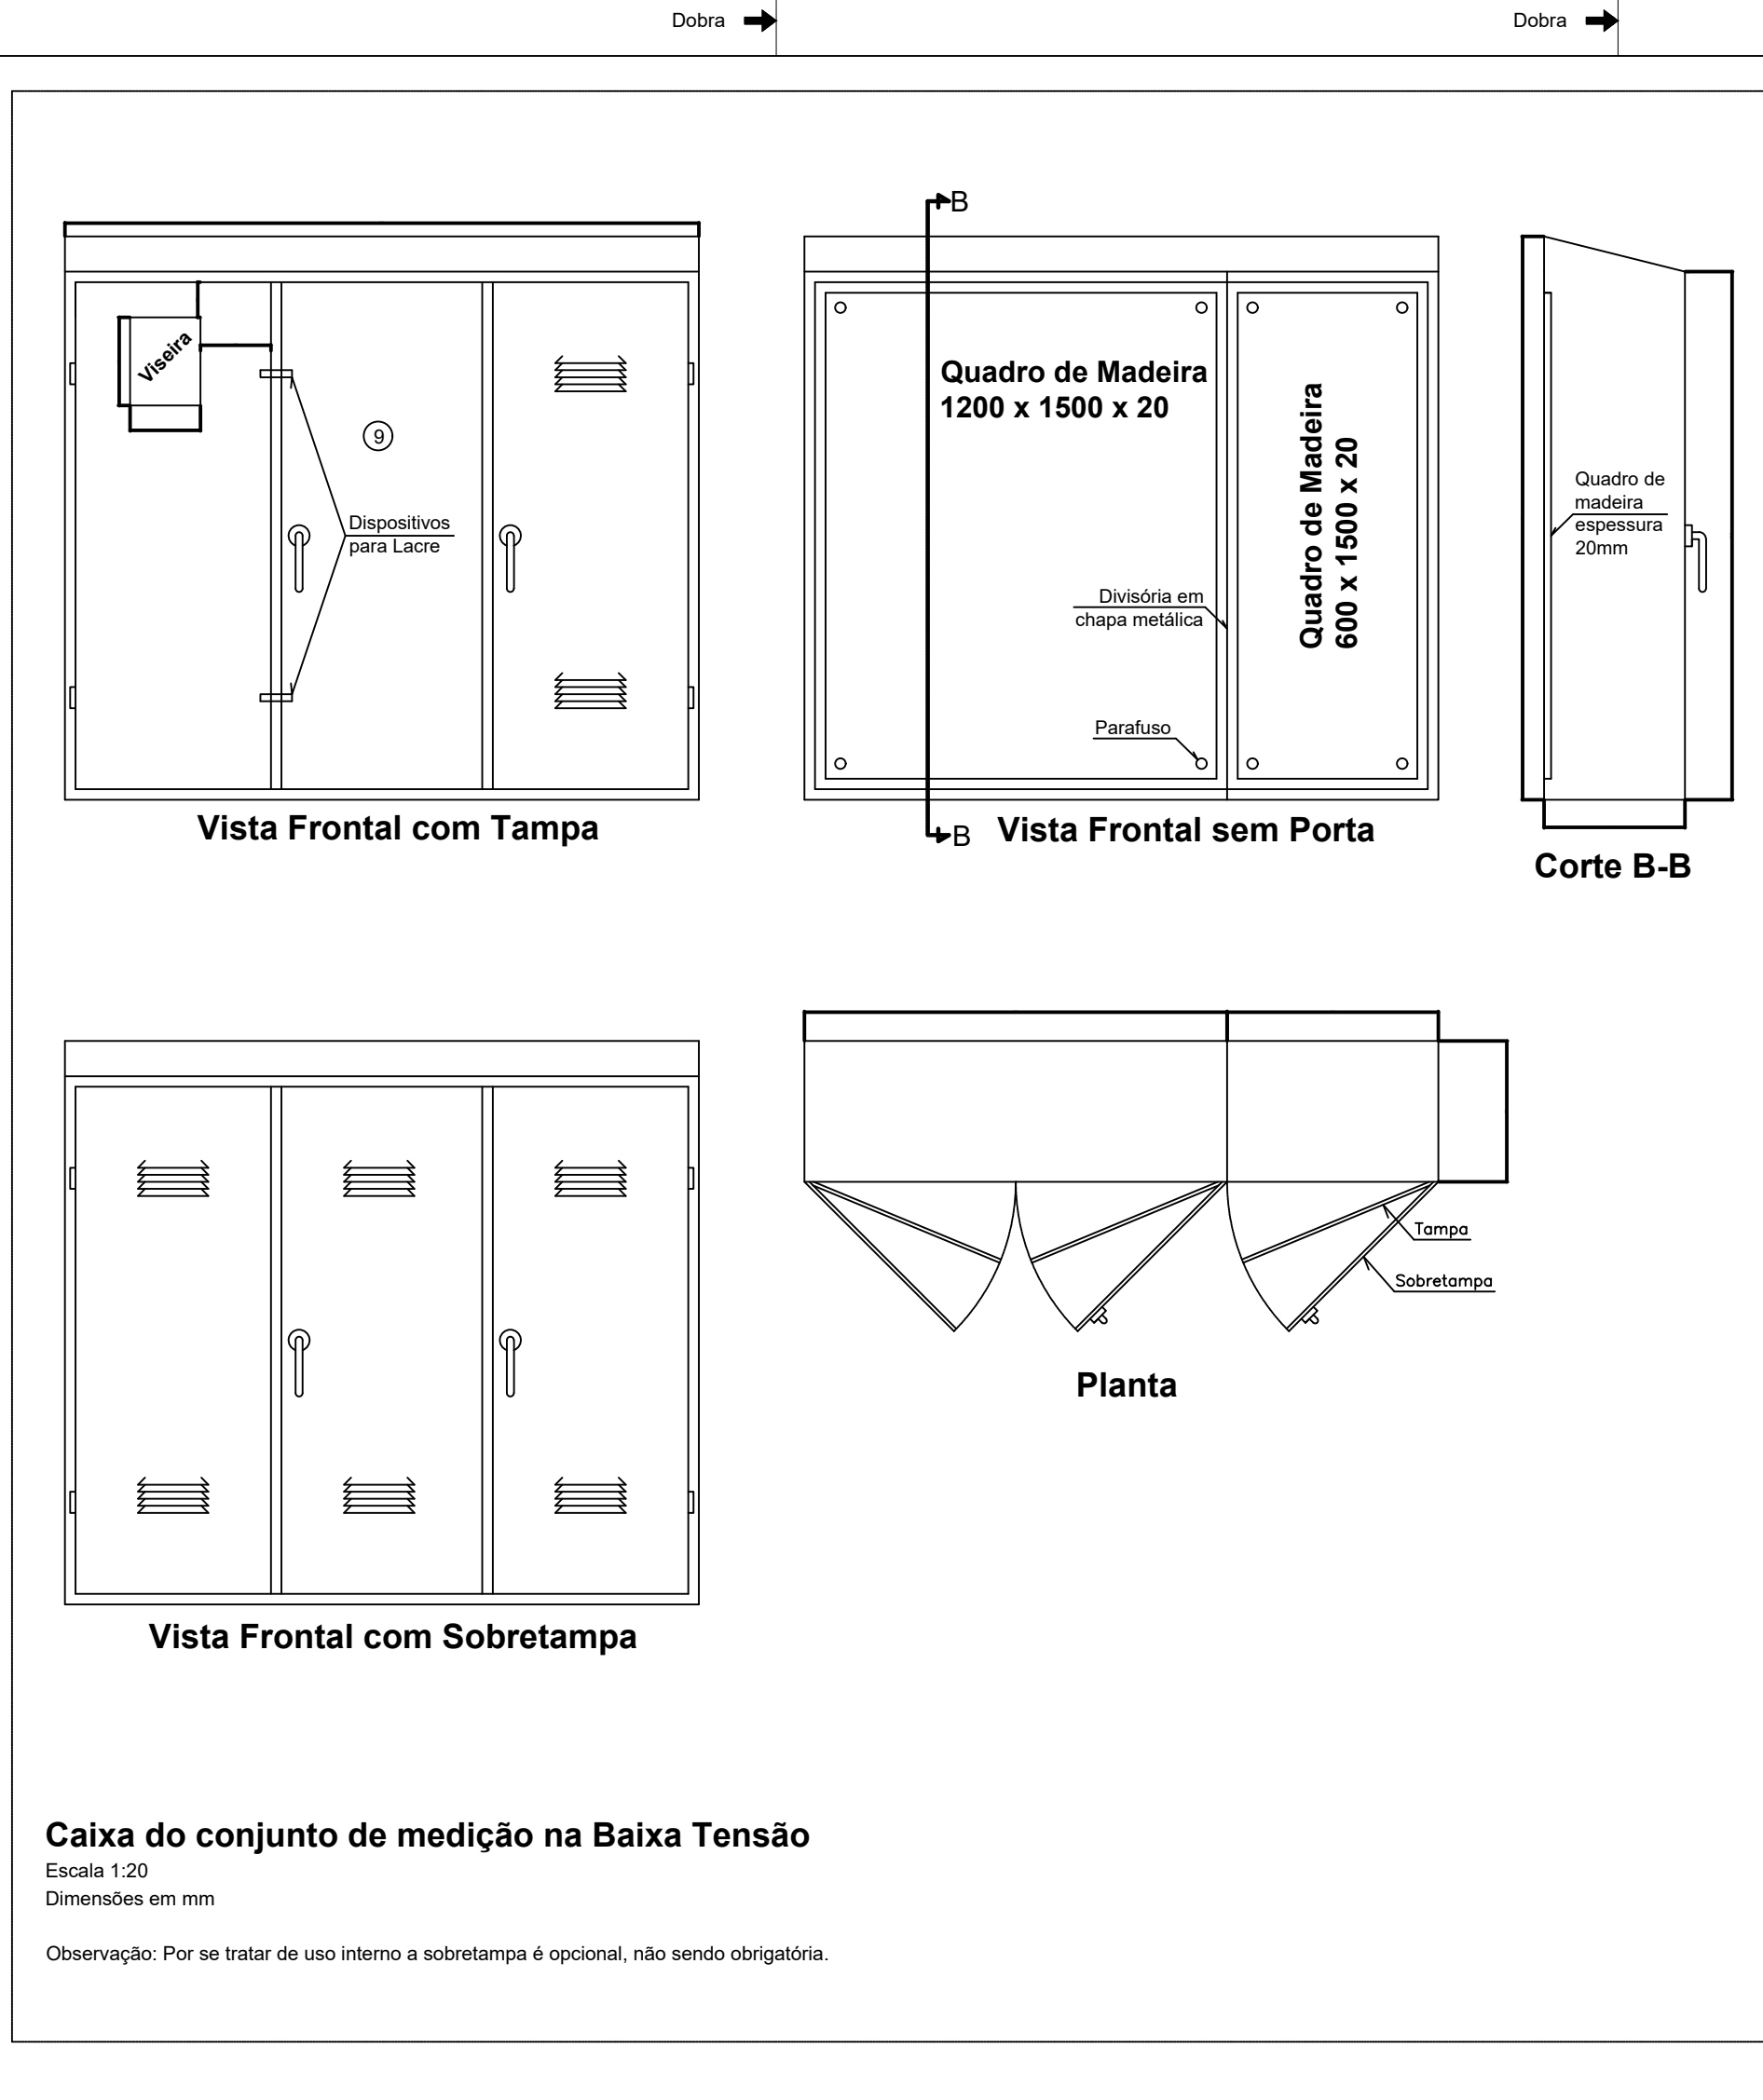 Dobra
Dobra
B
Viseira
9
Dispositivos
para Lacre
Quadro de Madeira
1200 x 1500 x 20
Quadro de Madeira
600 x 1500 x 20
Divisória em
chapa metálica
Parafuso
Quadro de
madeira
espessura
20mm
B
Vista Frontal com Tampa
Vista Frontal sem Porta
Corte B-B
Tampa
Sobretampa
Planta
Vista Frontal com Sobretampa
Caixa do conjunto de medição na Baixa Tensão
Escala 1:20
Dimensões em mm
Observação: Por se tratar de uso interno a sobretampa é opcional, não sendo obrigatória.